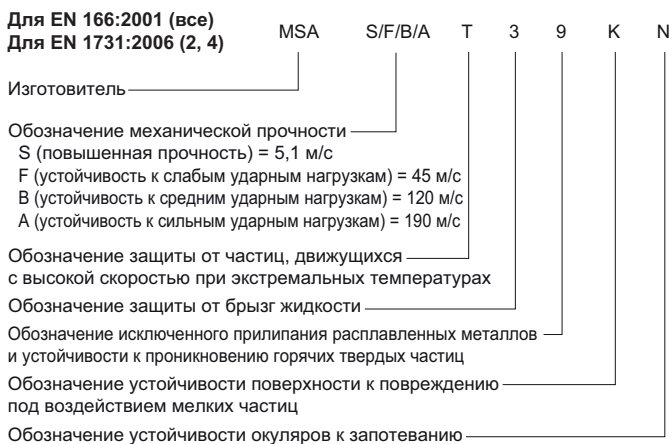 Для EN 166:2001 (все)
Для EN 1731:2006 (2, 4)
MSA S/F/B/A T 3 9 K N
Изготовитель
Обозначение механической прочности
S (повышенная прочность) = 5,1 м/с
F (устойчивость к слабым ударным нагрузкам) = 45 м/с
B (устойчивость к средним ударным нагрузкам) = 120 м/с
A (устойчивость к сильным ударным нагрузкам) = 190 м/с
Обозначение защиты от частиц, движущихся
с высокой скоростью при экстремальных температурах
Обозначение защиты от брызг жидкости
Обозначение исключенного прилипания расплавленных металлов
и устойчивости к проникновению горячих твердых частиц
Обозначение устойчивости поверхности к повреждению
под воздействием мелких частиц
Обозначение устойчивости окуляров к запотеванию